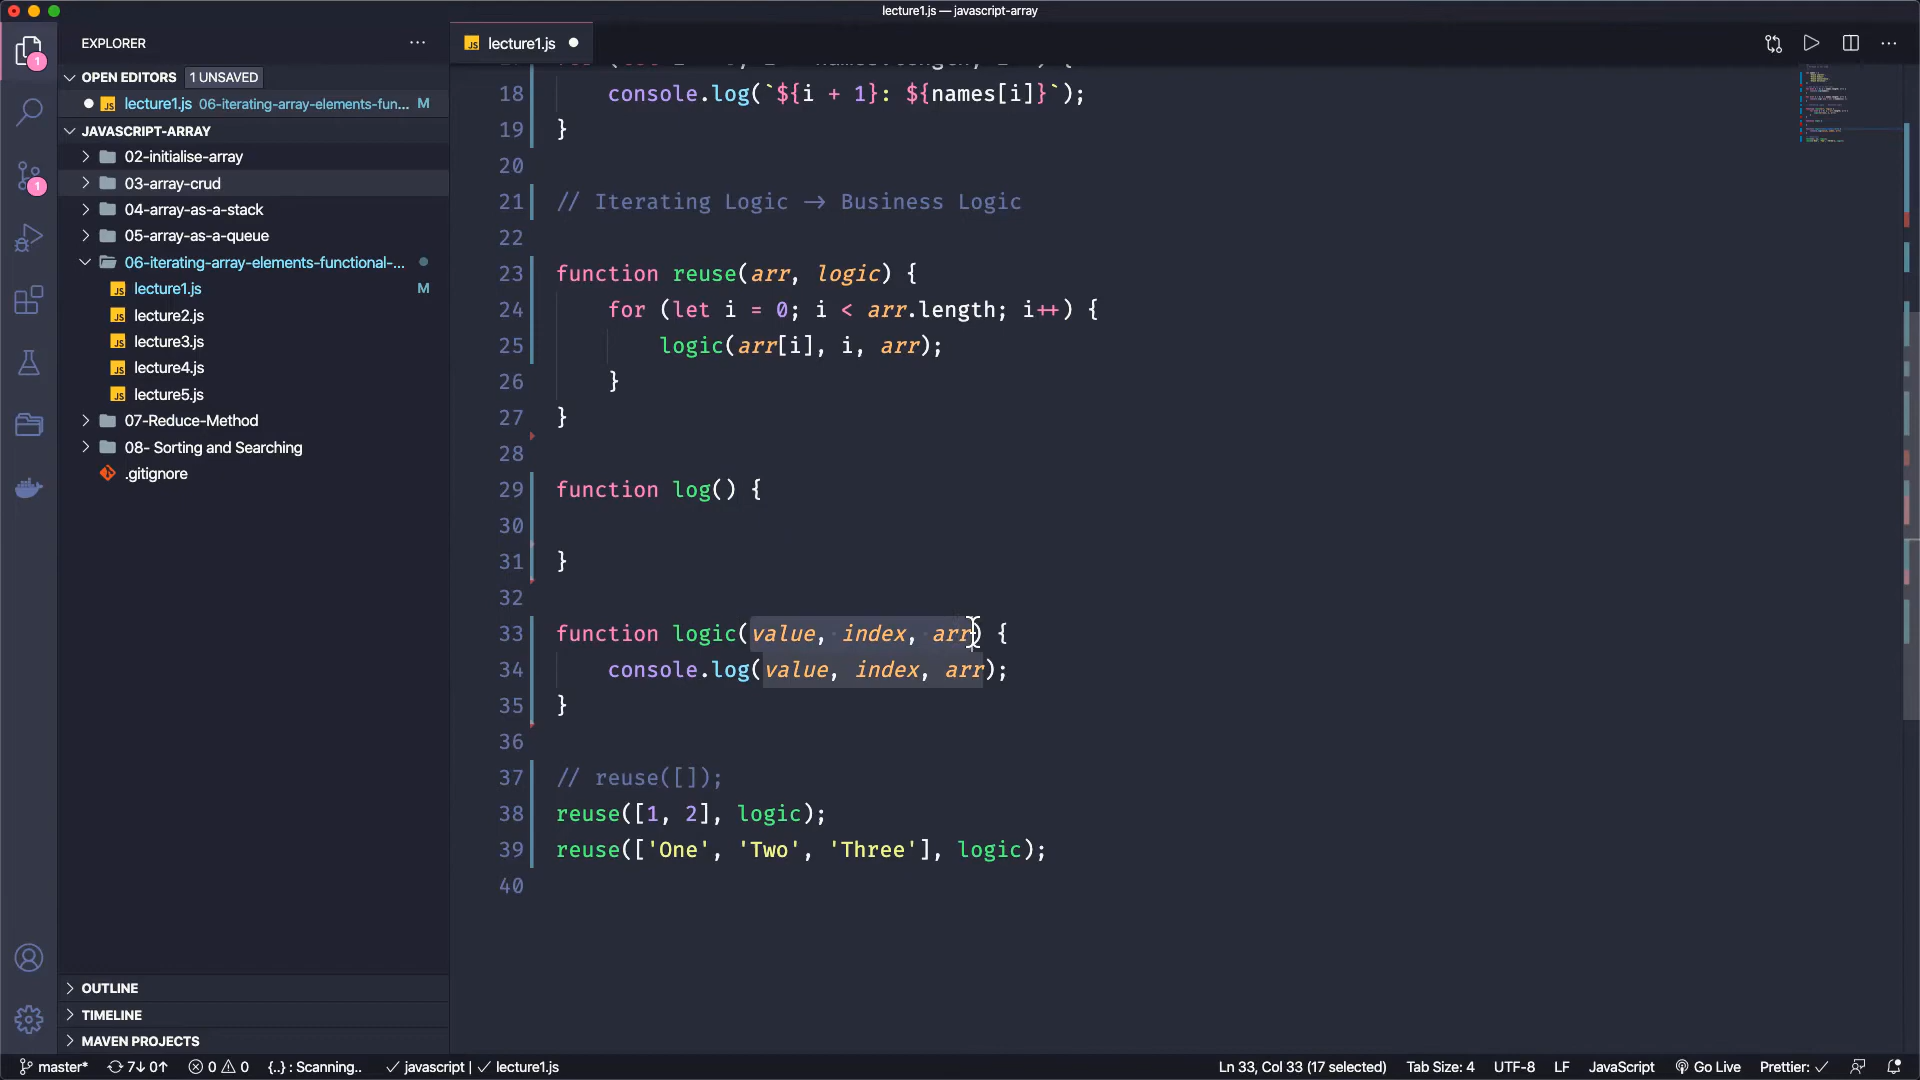 lecture1.js — javascript-array
EXPLORER
OPEN EDITORS 1 UNSAVED
lecture1.js 06-iterating-array-elements-fun... M
JAVASCRIPT-ARRAY
02-initialise-array
03-array-crud
04-array-as-a-stack
05-array-as-a-queue
06-iterating-array-elements-functional-...
lecture1.js M
lecture2.js
lecture3.js
lecture4.js
lecture5.js
07-Reduce-Method
08- Sorting and Searching
.gitignore
OUTLINE
TIMELINE
MAVEN PROJECTS
1
1
JS lecture1.js
18 console.log(`${i + 1}: ${names[i]}`);
19 }
20
21 // Iterating Logic -> Business Logic
22
23 function reuse(arr, logic) {
24 for (let i = 0; i < arr.length; i++) {
25 logic(arr[i], i, arr);
26 }
27 }
28
29 function log() {
30
31 }
32
33 function logic(value, index, arr) {
34 console.log(value, index, arr);
35 }
36
37 // reuse([]);
38 reuse([1, 2], logic);
39 reuse(['One', 'Two', 'Three'], logic);
40
master* 7↓ 0↑ 0 0 {..} : Scanning.. ✓ javascript | ✓ lecture1.js Ln 33, Col 33 (17 selected) Tab Size: 4 UTF-8 LF JavaScript Go Live Prettier: ✓